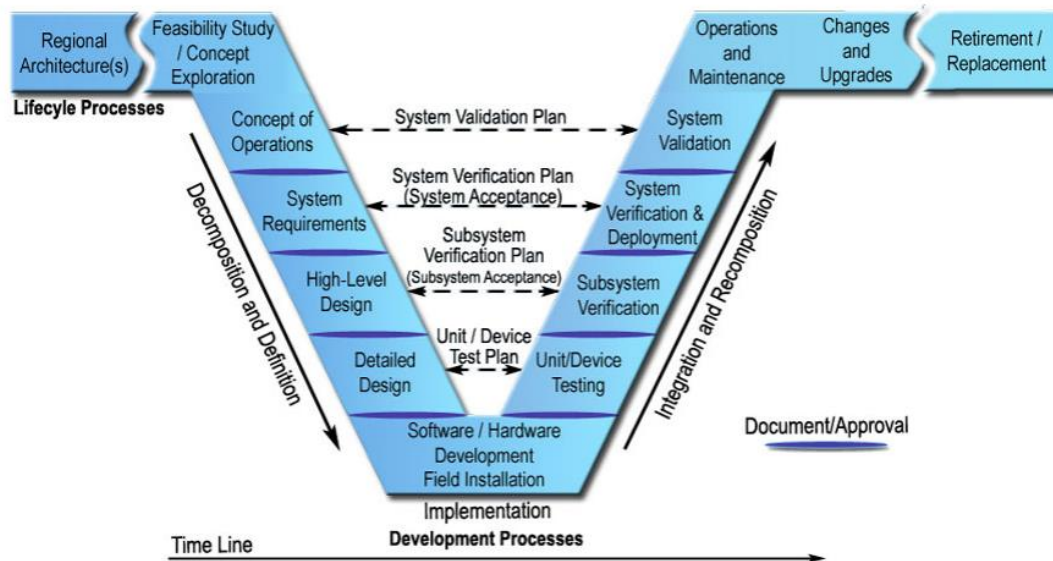 Regional
Architecture(s)
Feasibility Study
/ Concept
Exploration
Operations
and
Maintenance
Changes
and
Upgrades
Retirement /
Replacement
Lifecyle Processes
Concept of
Operations
System Validation Plan
System
Validation
System
Requirements
System Verification Plan
(System Acceptance)
System
Verification &
Deployment
High-Level
Design
Subsystem
Verification Plan
(Subsystem Acceptance)
Subsystem
Verification
Detailed
Design
Unit / Device
Test Plan
Unit/Device
Testing
Decomposition and Definition
Integration and Recomposition
Software / Hardware
Development
Field Installation
Document/Approval
Implementation
Development Processes
Time Line